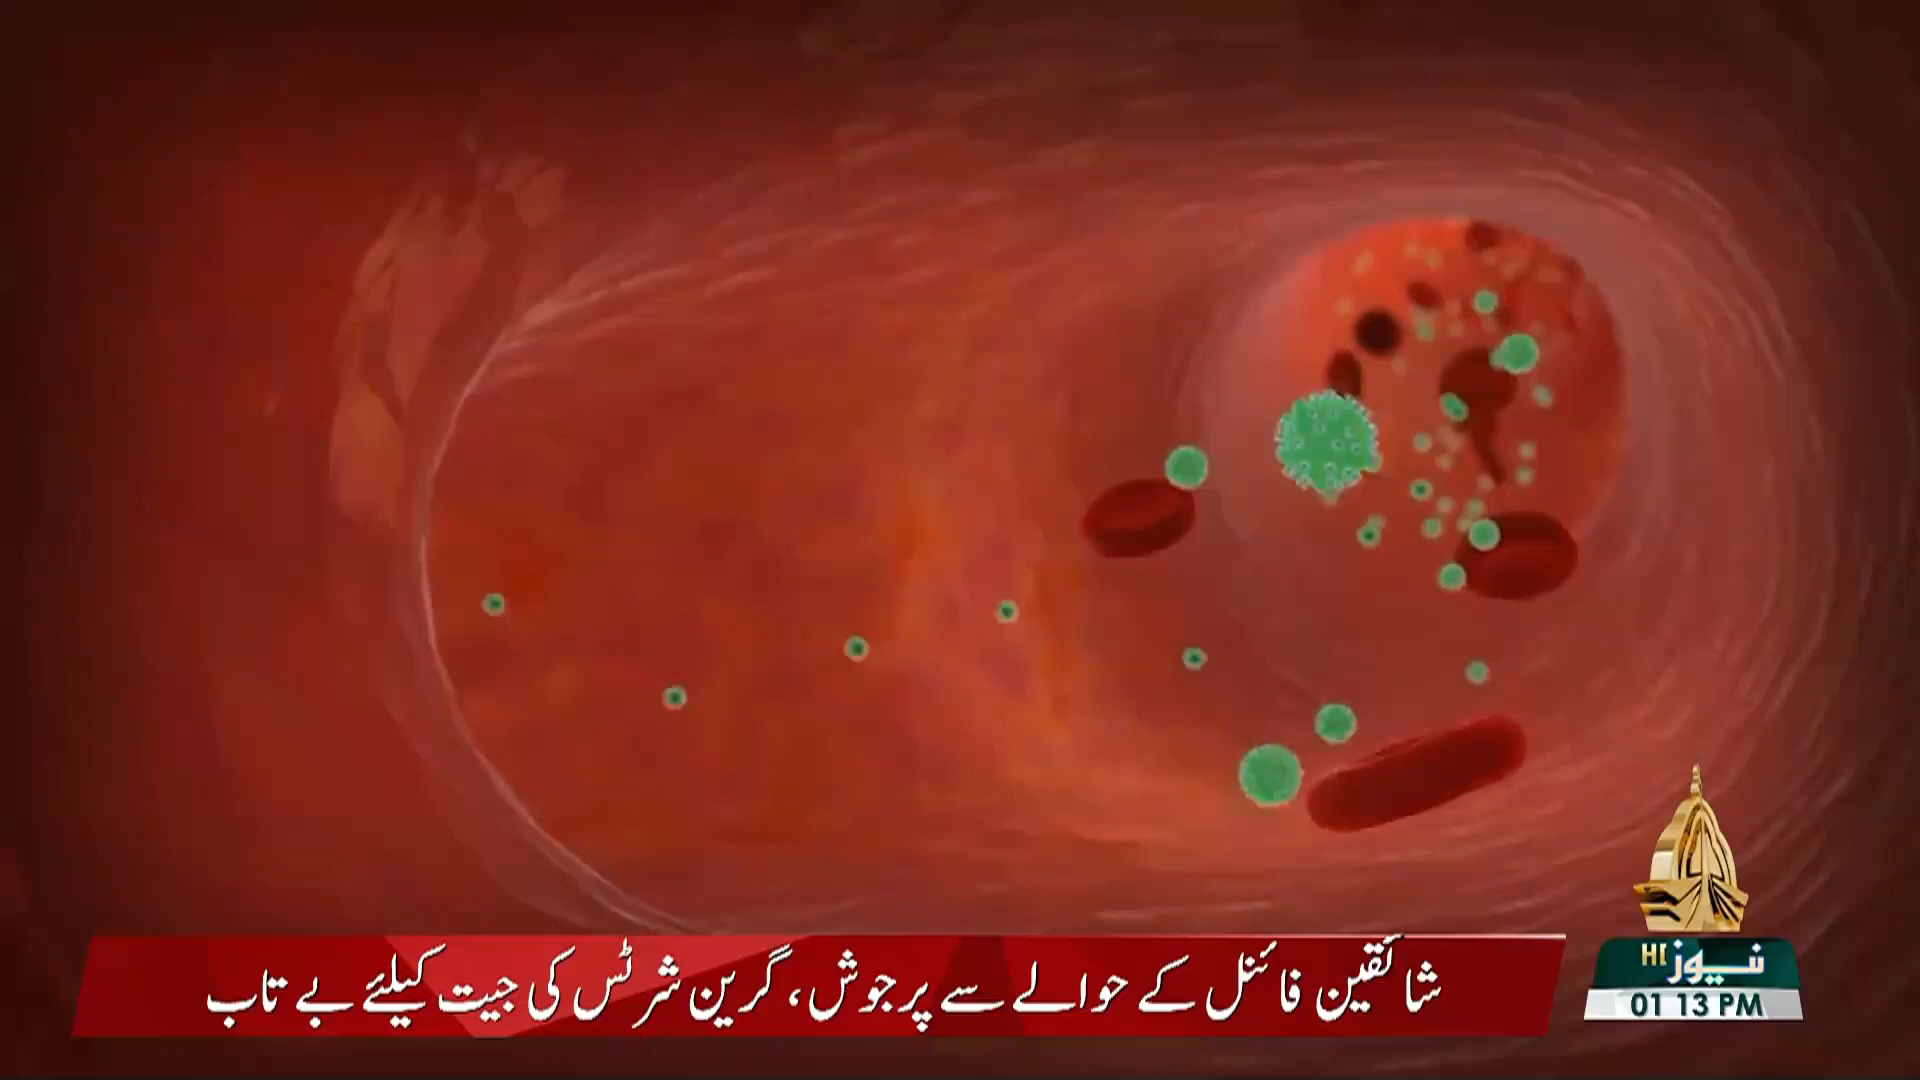 شائقین فائنل کے حوالے سے پرجوش، گرین شرٹس کی جیت کیلئے بے تاب
نیوز HI
01 13 PM